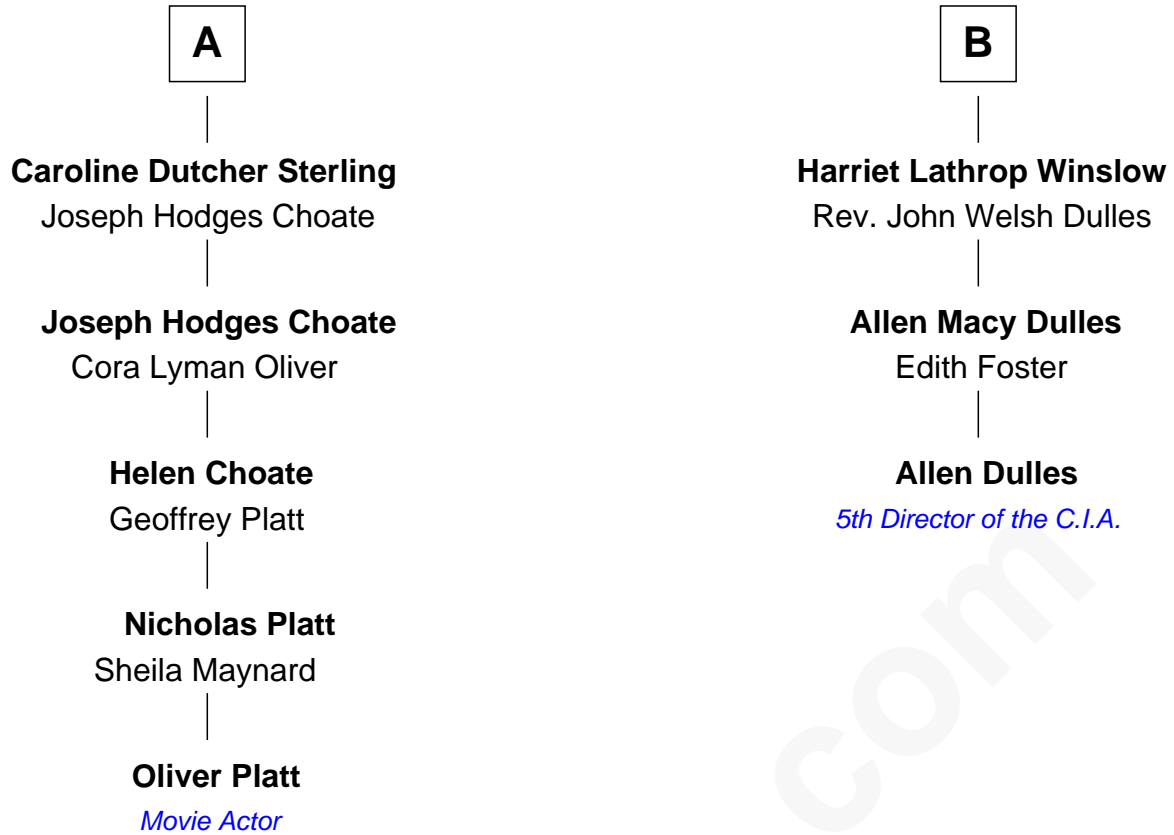 A
Caroline Dutcher Sterling
Joseph Hodges Choate
Joseph Hodges Choate
Cora Lyman Oliver
Helen Choate
Geoffrey Platt
Nicholas Platt
Sheila Maynard
Oliver Platt
Movie Actor
B
Harriet Lathrop Winslow
Rev. John Welsh Dulles
Allen Macy Dulles
Edith Foster
Allen Dulles
5th Director of the C.I.A.
com